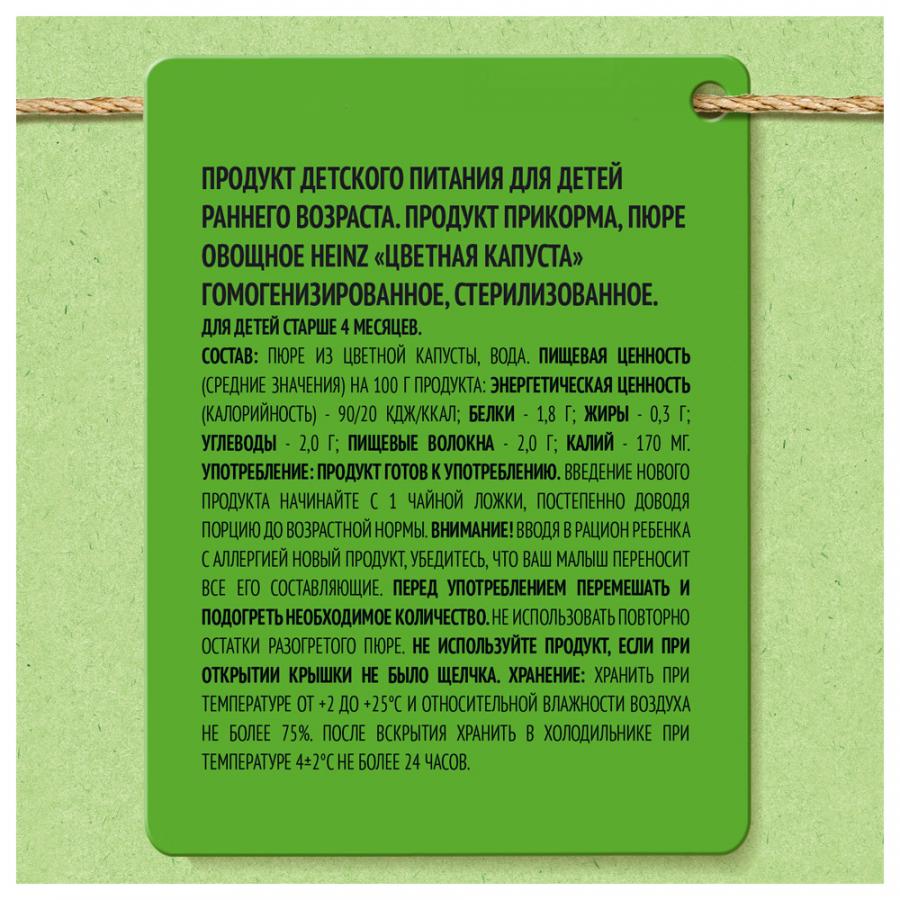 ПРОДУКТ ДЕТСКОГО ПИТАНИЯ ДЛЯ ДЕТЕЙ
РАННЕГО ВОЗРАСТА. ПРОДУКТ ПРИКОРМА, ПЮРЕ
ОВОЩНОЕ HEINZ «ЦВЕТНАЯ КАПУСТА»
ГОМОГЕНИЗИРОВАННОЕ, СТЕРИЛИЗОВАННОЕ.
ДЛЯ ДЕТЕЙ СТАРШЕ 4 МЕСЯЦЕВ.
СОСТАВ: ПЮРЕ ИЗ ЦВЕТНОЙ КАПУСТЫ, ВОДА. ПИЩЕВАЯ ЦЕННОСТЬ
(СРЕДНИЕ ЗНАЧЕНИЯ) НА 100 Г ПРОДУКТА: ЭНЕРГЕТИЧЕСКАЯ ЦЕННОСТЬ
(КАЛОРИЙНОСТЬ) - 90/20 КДЖ/ККАЛ; БЕЛКИ - 1,8 Г; ЖИРЫ - 0,3 Г;
УГЛЕВОДЫ - 2,0 Г; ПИЩЕВЫЕ ВОЛОКНА - 2,0 Г; КАЛИЙ - 170 МГ.
УПОТРЕБЛЕНИЕ: ПРОДУКТ ГОТОВ К УПОТРЕБЛЕНИЮ. ВВЕДЕНИЕ НОВОГО
ПРОДУКТА НАЧИНАЙТЕ С 1 ЧАЙНОЙ ЛОЖКИ, ПОСТЕПЕННО ДОВОДЯ
ПОРЦИЮ ДО ВОЗРАСТНОЙ НОРМЫ. ВНИМАНИЕ! ВВОДЯ В РАЦИОН РЕБЕНКА
С АЛЛЕРГИЕЙ НОВЫЙ ПРОДУКТ, УБЕДИТЕСЬ, ЧТО ВАШ МАЛЫШ ПЕРЕНОСИТ
ВСЕ ЕГО СОСТАВЛЯЮЩИЕ. ПЕРЕД УПОТРЕБЛЕНИЕМ ПЕРЕМЕШАТЬ И
ПОДОГРЕТЬ НЕОБХОДИМОЕ КОЛИЧЕСТВО. НЕ ИСПОЛЬЗОВАТЬ ПОВТОРНО
ОСТАТКИ РАЗОГРЕТОГО ПЮРЕ. НЕ ИСПОЛЬЗУЙТЕ ПРОДУКТ, ЕСЛИ ПРИ
ОТКРЫТИИ КРЫШКИ НЕ БЫЛО ЩЕЛЧКА. ХРАНЕНИЕ: ХРАНИТЬ ПРИ
ТЕМПЕРАТУРЕ ОТ +2 ДО +25°С И ОТНОСИТЕЛЬНОЙ ВЛАЖНОСТИ ВОЗДУХА
НЕ БОЛЕЕ 75%. ПОСЛЕ ВСКРЫТИЯ ХРАНИТЬ В ХОЛОДИЛЬНИКЕ ПРИ
ТЕМПЕРАТУРЕ 4±2°С НЕ БОЛЕЕ 24 ЧАСОВ.